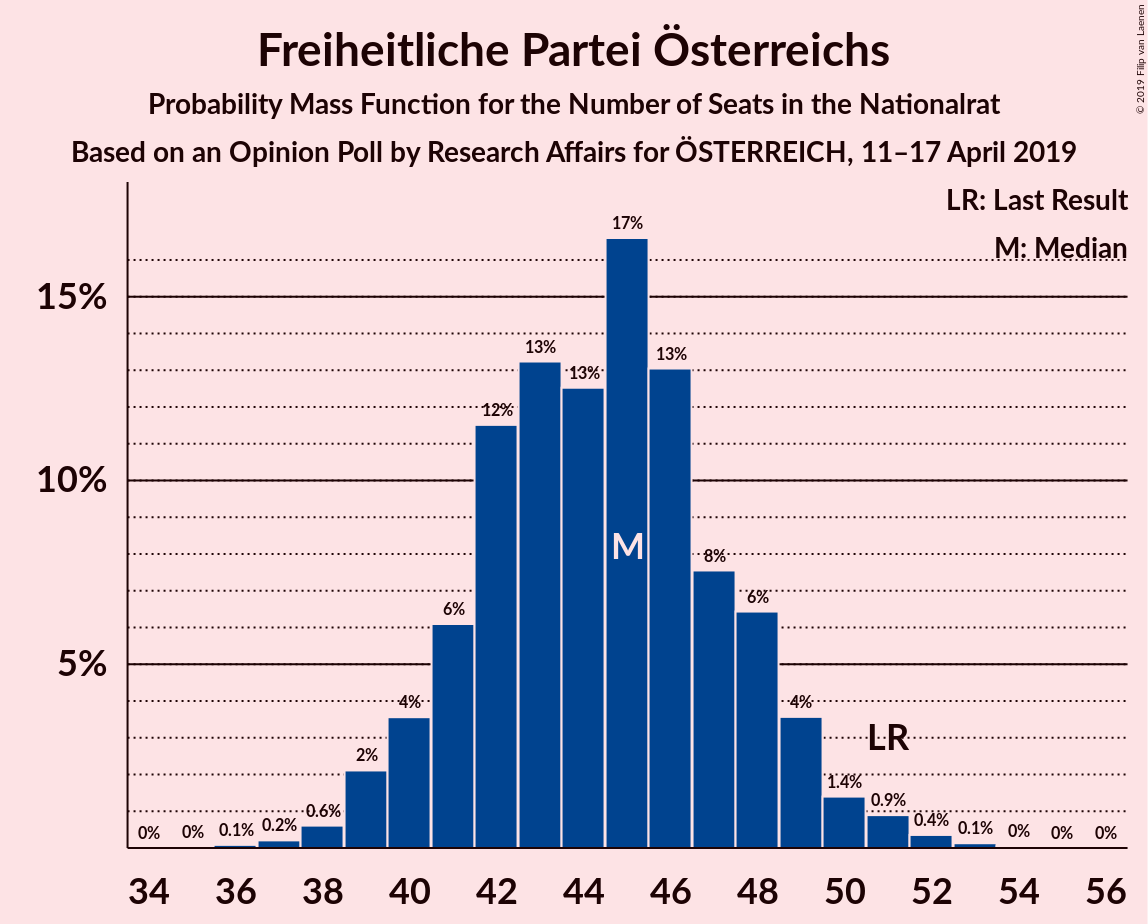 Freiheitliche Partei Österreichs
Probability Mass Function for the Number of Seats in the Nationalrat
Based on an Opinion Poll by Research Affairs for ÖSTERREICH, 11–17 April 2019
© 2019 Filip van Laenen
LR: Last Result
M: Median
15%
10%
5%
0%
0%
0.1%
0.2%
0.6%
2%
4%
6%
12%
13%
13%
17%
13%
8%
6%
4%
1.4%
0.9%
0.4%
0.1%
0%
0%
0%
M
LR
34 36 38 40 42 44 46 48 50 52 54 56